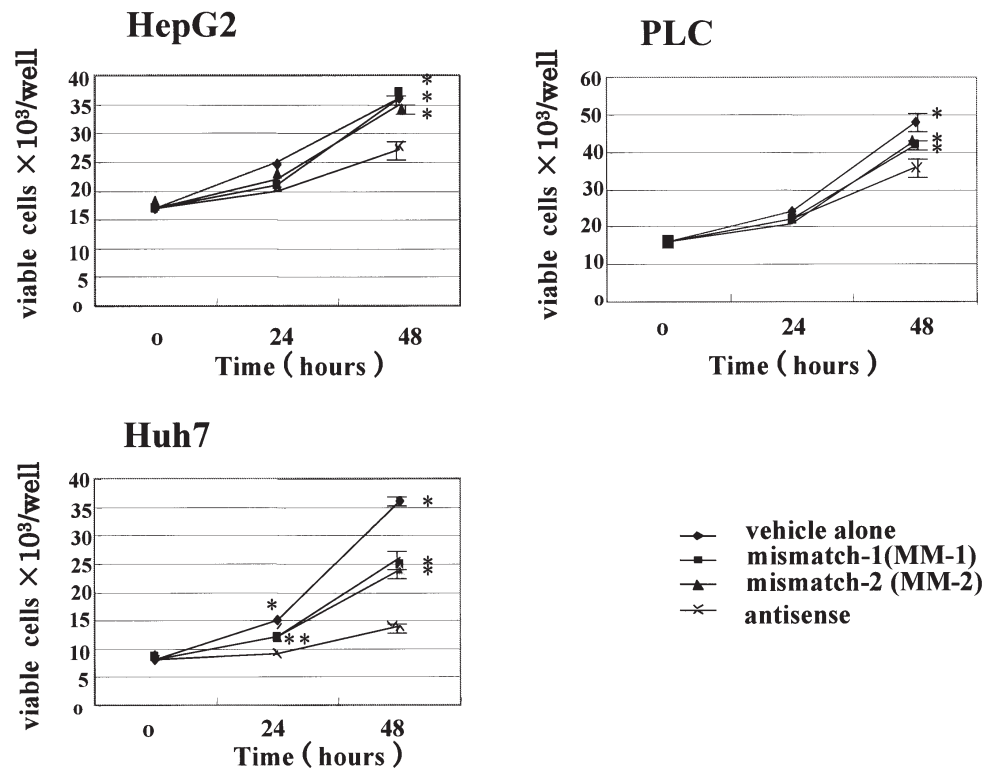 HepG2
viable cells ×10³/well
40
35
30
25
20
15
10
5
0
*
*
*
o
24
48
Time ( hours )
PLC
viable cells ×10³/well
60
50
40
30
20
10
0
*
*
*
o
24
48
Time ( hours )
Huh7
viable cells ×10³/well
40
35
30
25
20
15
10
5
0
*
**
*
*
*
o
24
48
Time ( hours )
vehicle alone
mismatch-1(MM-1)
mismatch-2 (MM-2)
antisense